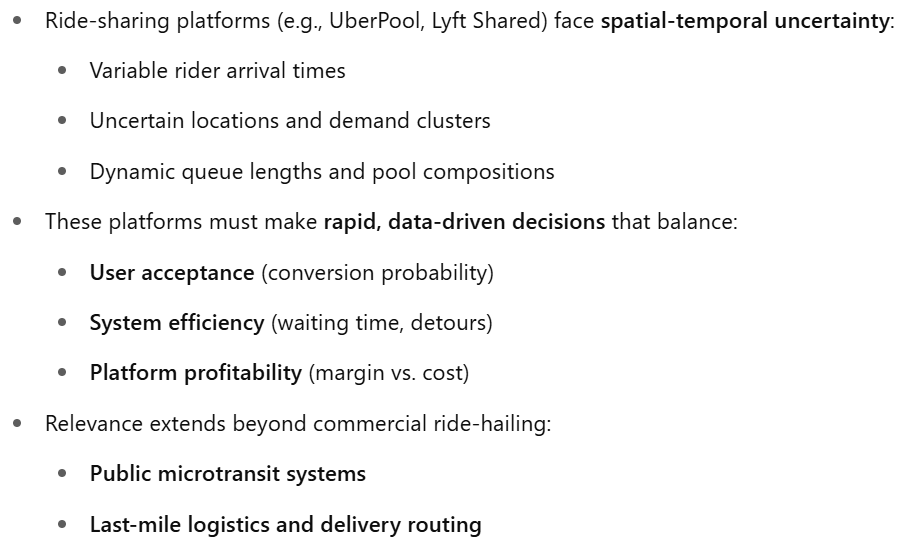 Ride-sharing platforms (e.g., UberPool, Lyft Shared) face spatial-temporal uncertainty:
Variable rider arrival times
Uncertain locations and demand clusters
Dynamic queue lengths and pool compositions
These platforms must make rapid, data-driven decisions that balance:
User acceptance (conversion probability)
System efficiency (waiting time, detours)
Platform profitability (margin vs. cost)
Relevance extends beyond commercial ride-hailing:
Public microtransit systems
Last-mile logistics and delivery routing